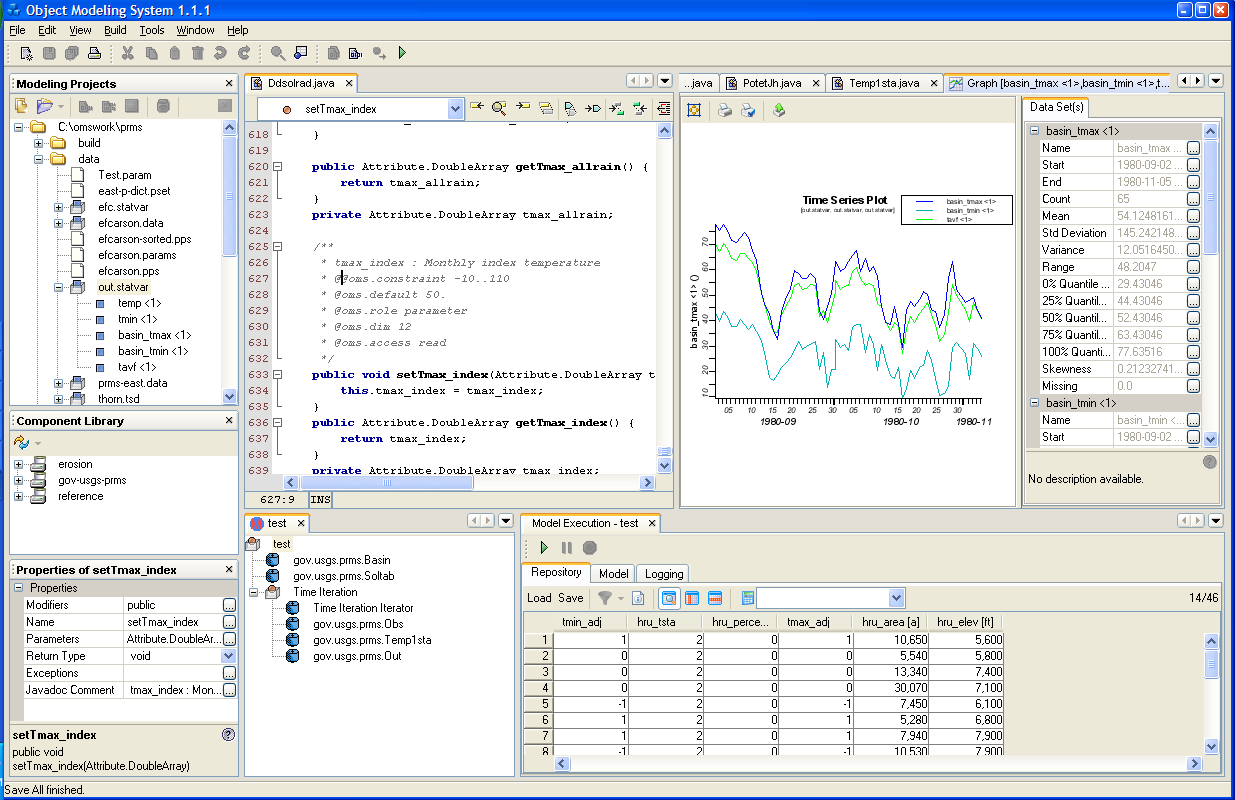 Object Modeling System 1.1.1
File Edit View Build Tools Window Help
Modeling Projects
C:\omswork\prms
build
data
Test.param
east-p-dict.pset
efc.statvar
efcarson.data
efcarson-sorted.pps
efcarson.params
efcarson.pps
out.statvar
temp <1>
tmin <1>
basin_tmax <1>
basin_tmin <1>
tavf <1>
prms-east.data
thorn.tsd
Component Library
erosion
gov-usgs-prms
reference
Properties of setTmax_index
Properties
Modifiers public ...
Name setTmax_index ...
Parameters Attribute.DoubleAr... ...
Return Type void
Exceptions ...
Javadoc Comment tmax_index : Mon... ...
setTmax_index
public void
setTmax_index(Attribute.DoubleArray)
Save All finished.
Ddsolrad.java
setTmax_index
618 }
619
620 public Attribute.DoubleArray getTmax_allrain() {
621 return tmax_allrain;
622 }
623 private Attribute.DoubleArray tmax_allrain;
624
625 /**
626 * tmax_index : Monthly index temperature
627 * @@oms.constraint -10..110
628 * @oms.default 50.
629 * @oms.role parameter
630 * @oms.dim 12
631 * @oms.access read
632 */
633 public void setTmax_index(Attribute.DoubleArray t
634 this.tmax_index = tmax_index;
635 }
636 public Attribute.DoubleArray getTmax_index() {
637 return tmax_index;
638 }
639 private Attribute.DoubleArray tmax_index;
627:9 INS
...java PotetJh.java Temp1sta.java Graph [basin_tmax <1>,basin_tmin <1>,t...
Time Series Plot
[out.statvar, out.statvar, out.statvar]
basin_tmax <1>
basin_tmin <1>
tavf <1>
basin_tmax <1> ()
70
60
50
40
30
20
10
05 10 15 20 25 30 05 10 15 20 25 30
1980-09 1980-10 1980-11
Data Set(s)
basin_tmax <1>
Name basin_tmax ... ...
Start 1980-09-02 ... ...
End 1980-11-05 ... ...
Count 65 ...
Mean 54.1248161... ...
Std Deviation 145.242148... ...
Variance 12.0516450... ...
Range 48.2047 ...
0% Quantile 29.43046 ...
25% Quantil... 44.43046 ...
50% Quantil... 52.43046 ...
75% Quantil... 63.43046 ...
100% Quanti... 77.63516 ...
Skewness 0.21232741... ...
Missing 0.0 ...
basin_tmin <1>
Name basin_tmin <... ...
Start 1980-09-02 ... ...
No description available.
test
test
gov.usgs.prms.Basin
gov.usgs.prms.Soltab
Time Iteration
Time Iteration Iterator
gov.usgs.prms.Obs
gov.usgs.prms.Temp1sta
gov.usgs.prms.Out
Model Execution - test
Repository Model Logging
Load Save 14/46
tmin_adj hru_tsta hru_perce... tmax_adj hru_area [a] hru_elev [ft]
1 1 2 0 1 10,650 5,600
2 0 2 0 0 5,540 5,800
3 0 2 0 0 13,340 7,400
4 0 2 0 0 30,070 7,100
5 -1 2 0 -1 7,450 6,100
6 1 2 0 1 5,280 6,800
7 1 2 0 1 7,940 7,900
8 -1 2 0 -1 10,530 7,900